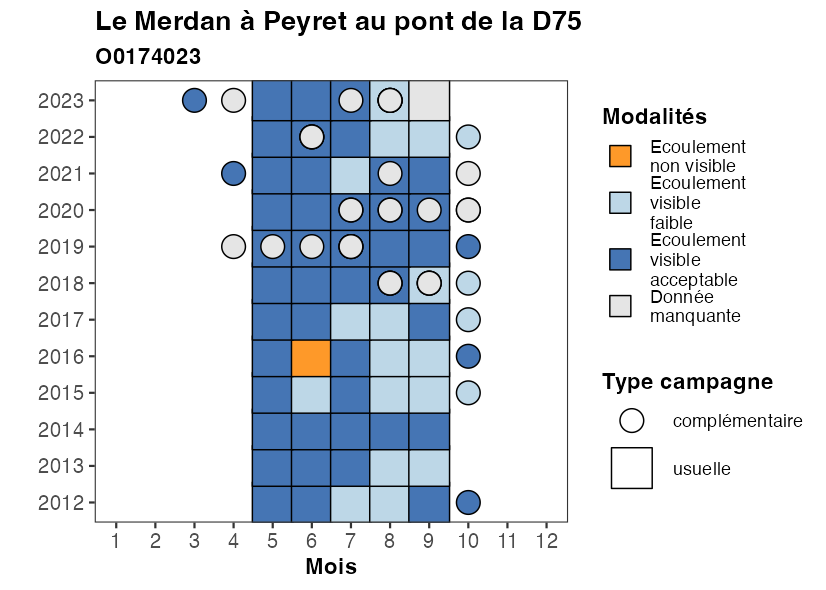 Le Merdan à Peyret au pont de la D75
O0174023
2023
2022
2021
2020
2019
2018
2017
2016
2015
2014
2013
2012
1 2 3 4 5 6 7 8 9 10 11 12
Mois
Modalités
Ecoulement
non visible
Ecoulement
visible
faible
Ecoulement
visible
acceptable
Donnée
manquante
Type campagne
complémentaire
usuelle